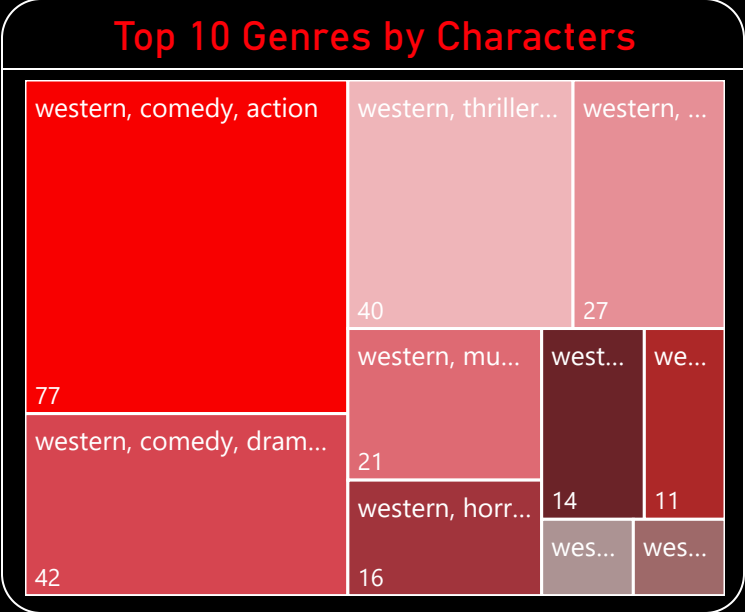 Top 10 Genres by Characters
western, comedy, action
77
western, comedy, dram...
42
western, thriller...
40
western, ...
27
western, mu...
21
western, horr...
16
west...
14
we...
11
wes...
wes...